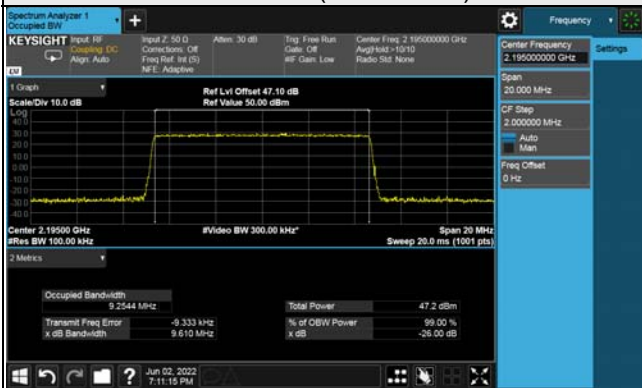 Spectrum Analyzer 1
Occupied BW
+
Frequency
KEYSIGHT
Input: RF
Coupling: DC
Align: Auto
Input Z: 50 Ω
Corrections: Off
Freq Ref: Int (S)
NFE: Adaptive
Atten: 30 dB
Trig: Free Run
Gate: Off
#IF Gain: Low
Center Freq: 2.195000000 GHz
Avg|Hold:>10/10
Radio Std: None
LXI
Center Frequency
2.195000000 GHz
Settings
Span
20.000 MHz
CF Step
2.000000 MHz
Auto
Man
Freq Offset
0 Hz
1 Graph
Scale/Div 10.0 dB
Ref Lvl Offset 47.10 dB
Ref Value 50.00 dBm
Log
40.0
30.0
20.0
10.0
0.00
-10.0
-20.0
-30.0
-40.0
Center 2.19500 GHz
#Res BW 100.00 kHz
#Video BW 300.00 kHz*
Span 20 MHz
Sweep 20.0 ms (1001 pts)
2 Metrics
Occupied Bandwidth
9.2544 MHz
Total Power
47.2 dBm
Transmit Freq Error
-9.333 kHz
% of OBW Power
99.00 %
x dB Bandwidth
9.610 MHz
x dB
-26.00 dB
?
Jun 02, 2022
7:11:15 PM